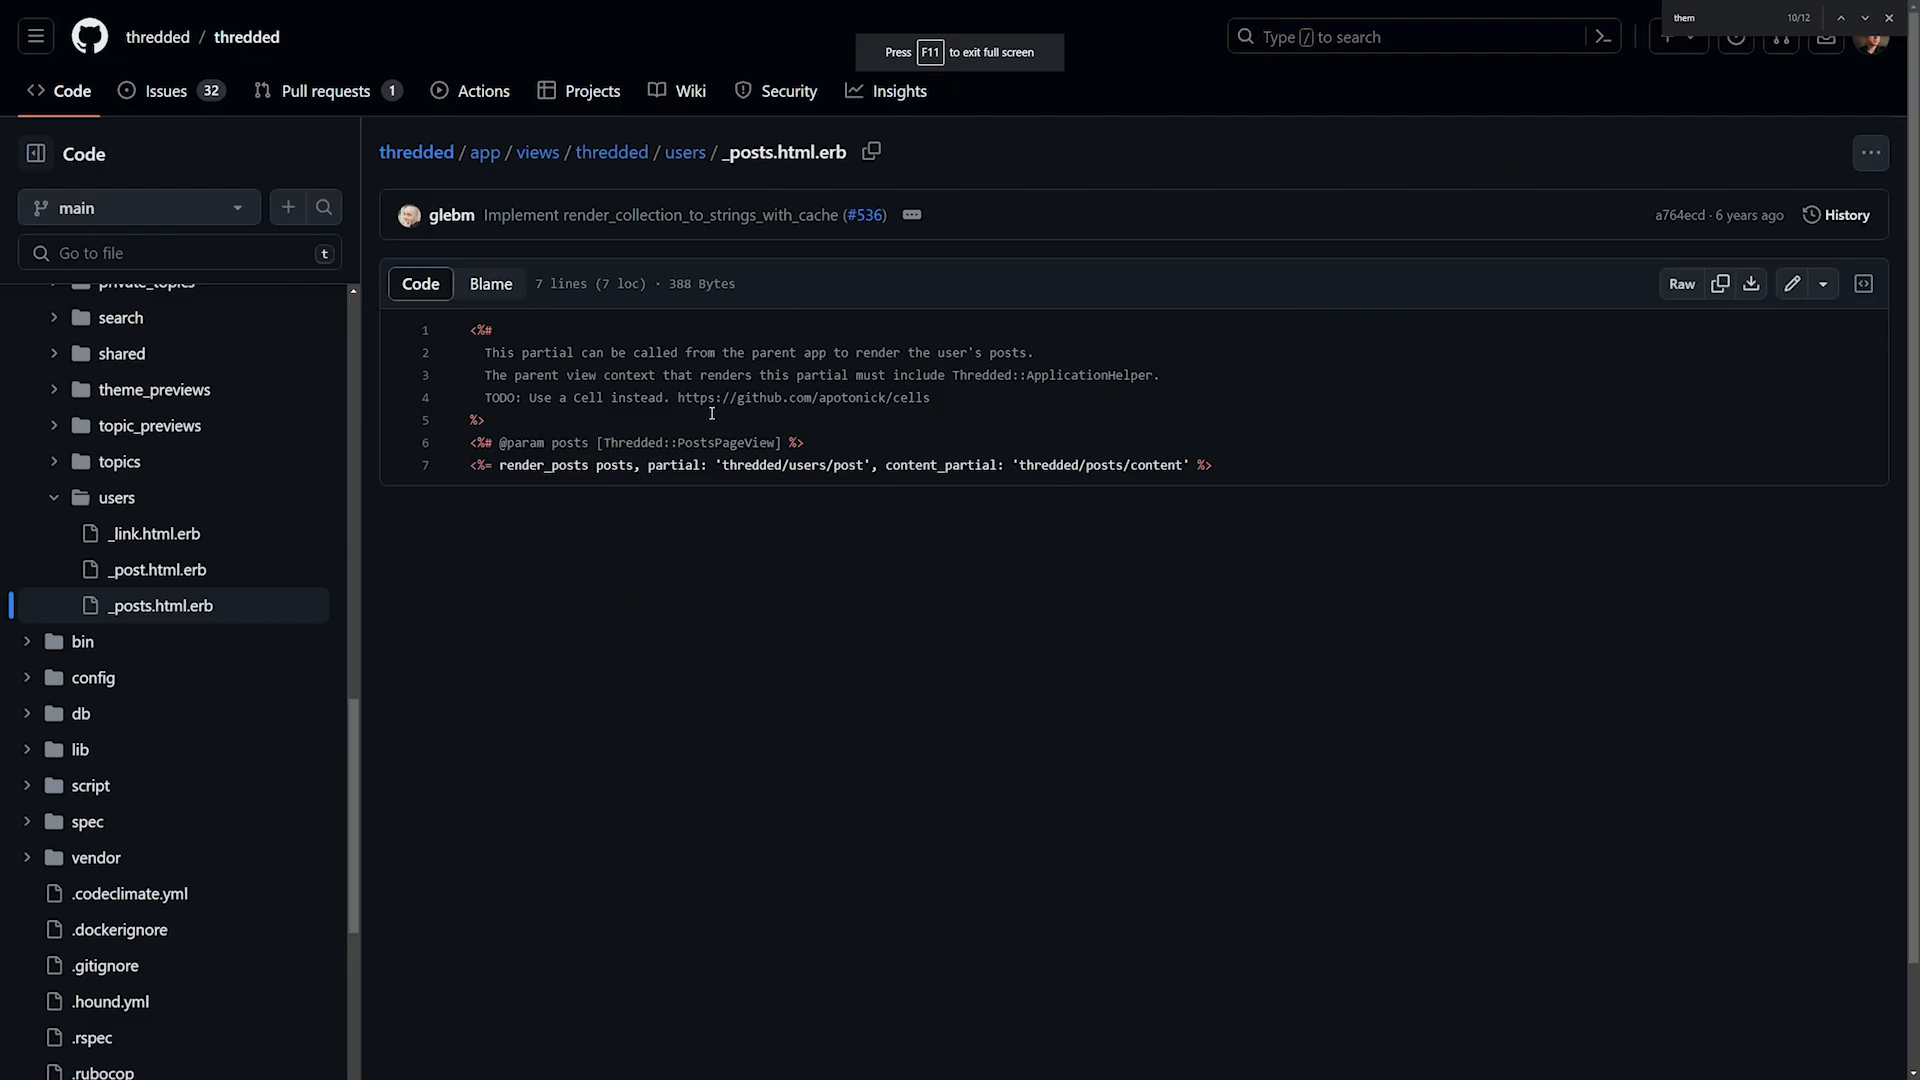 thredded / thredded
Press F11 to exit full screen
Type / to search
them 10/12
Code
Issues 32
Pull requests 1
Actions
Projects
Wiki
Security
Insights
Code
main
Go to file t
private_topics
search
shared
theme_previews
topic_previews
topics
users
_link.html.erb
_post.html.erb
_posts.html.erb
bin
config
db
lib
script
spec
vendor
.codeclimate.yml
.dockerignore
.gitignore
.hound.yml
.rspec
.rubocop
thredded / app / views / thredded / users / _posts.html.erb
glebm Implement render_collection_to_strings_with_cache (#536)
a764ecd · 6 years ago
History
Code Blame 7 lines (7 loc) · 388 Bytes
Raw
1 <%#
2 This partial can be called from the parent app to render the user's posts.
3 The parent view context that renders this partial must include Thredded::ApplicationHelper.
4 TODO: Use a Cell instead. https://github.com/apotonick/cells
5 %>
6 <%# @param posts [Thredded::PostsPageView] %>
7 <%= render_posts posts, partial: 'thredded/users/post', content_partial: 'thredded/posts/content' %>